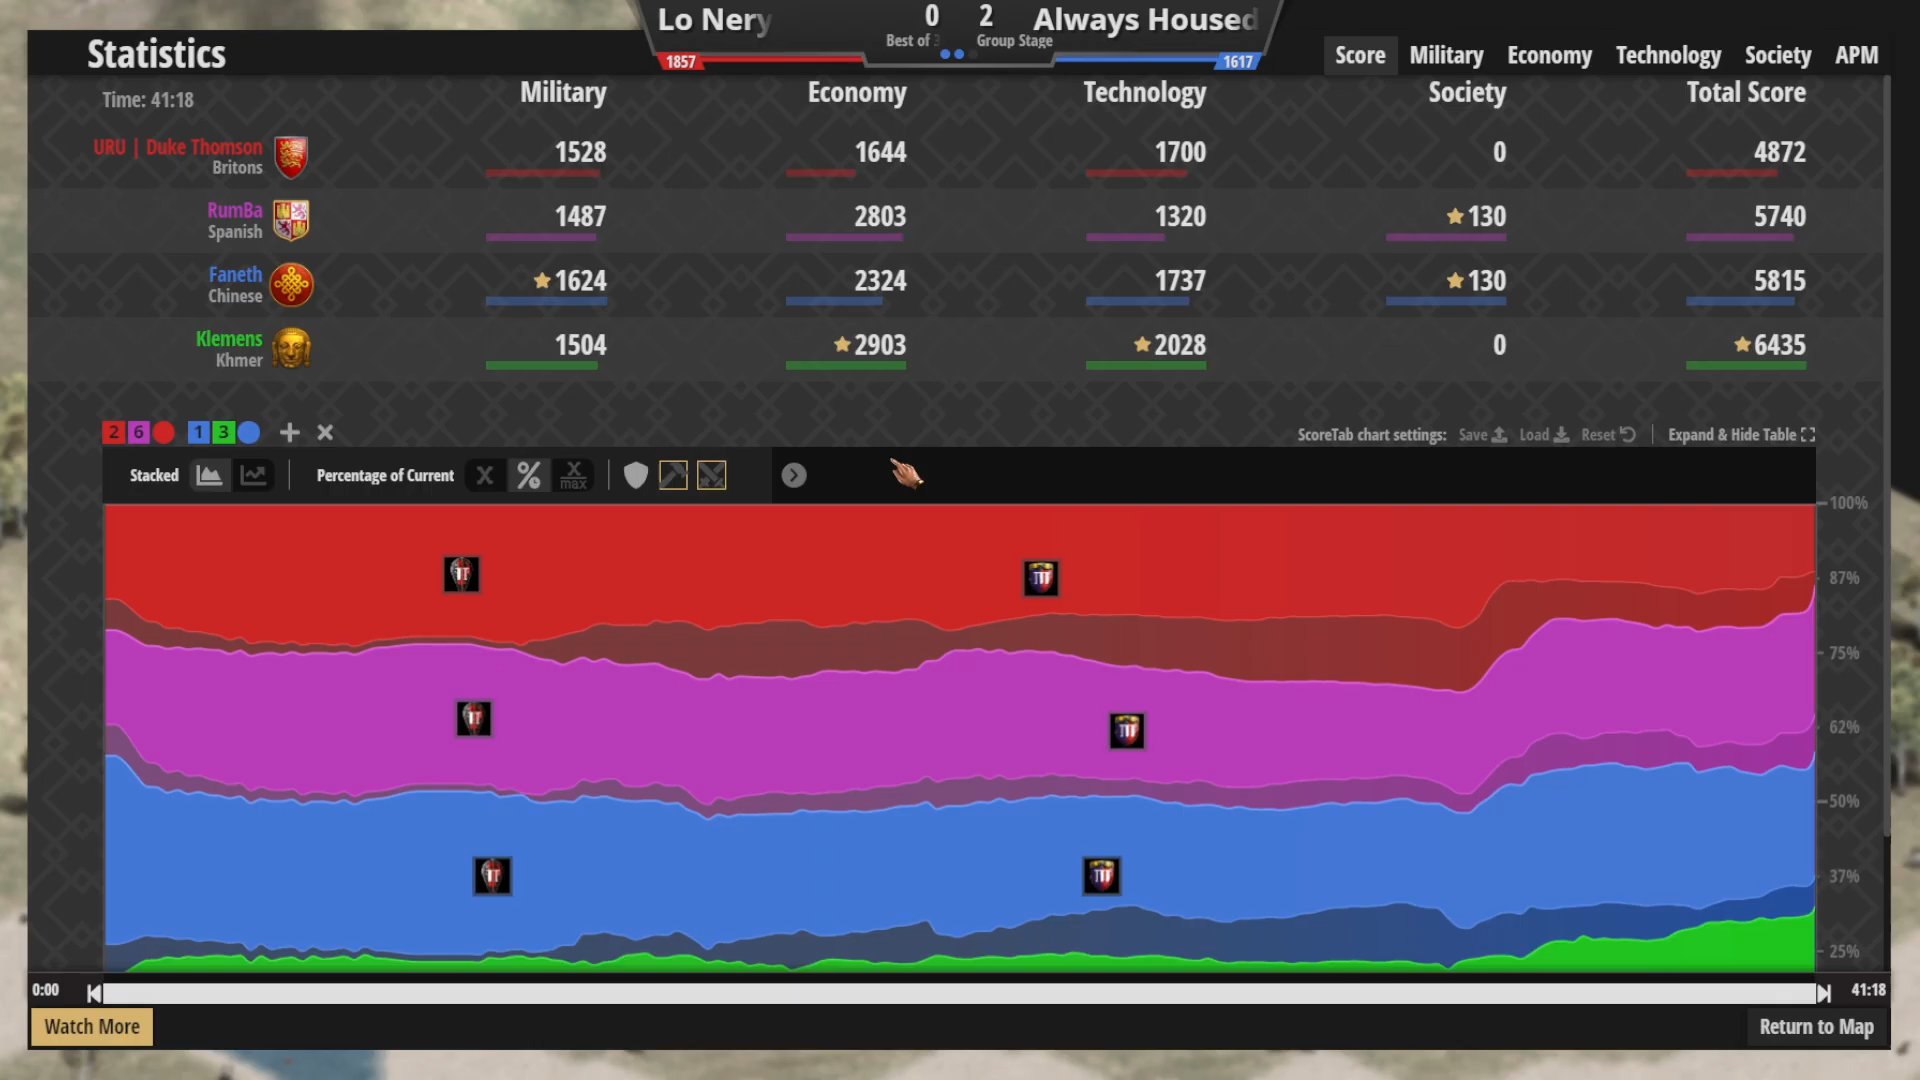 Lo Nery 0 2 Always Housed
Best of 3 Group Stage
1857 1617
Statistics
Score Military Economy Technology Society APM
Time: 41:18 Military Economy Technology Society Total Score
URU | Duke Thomson 1528 1644 1700 0 4872
Britons
RumBa 1487 2803 1320 130 5740
Spanish
Faneth 1624 2324 1737 130 5815
Chinese
Klemens 1504 2903 2028 0 6435
Khmer
2 6 1 3
ScoreTab chart settings: Save Load Reset | Expand & Hide Table
Stacked Percentage of Current X % X max
100%
87%
75%
62%
50%
37%
25%
0:00 41:18
Watch More Return to Map